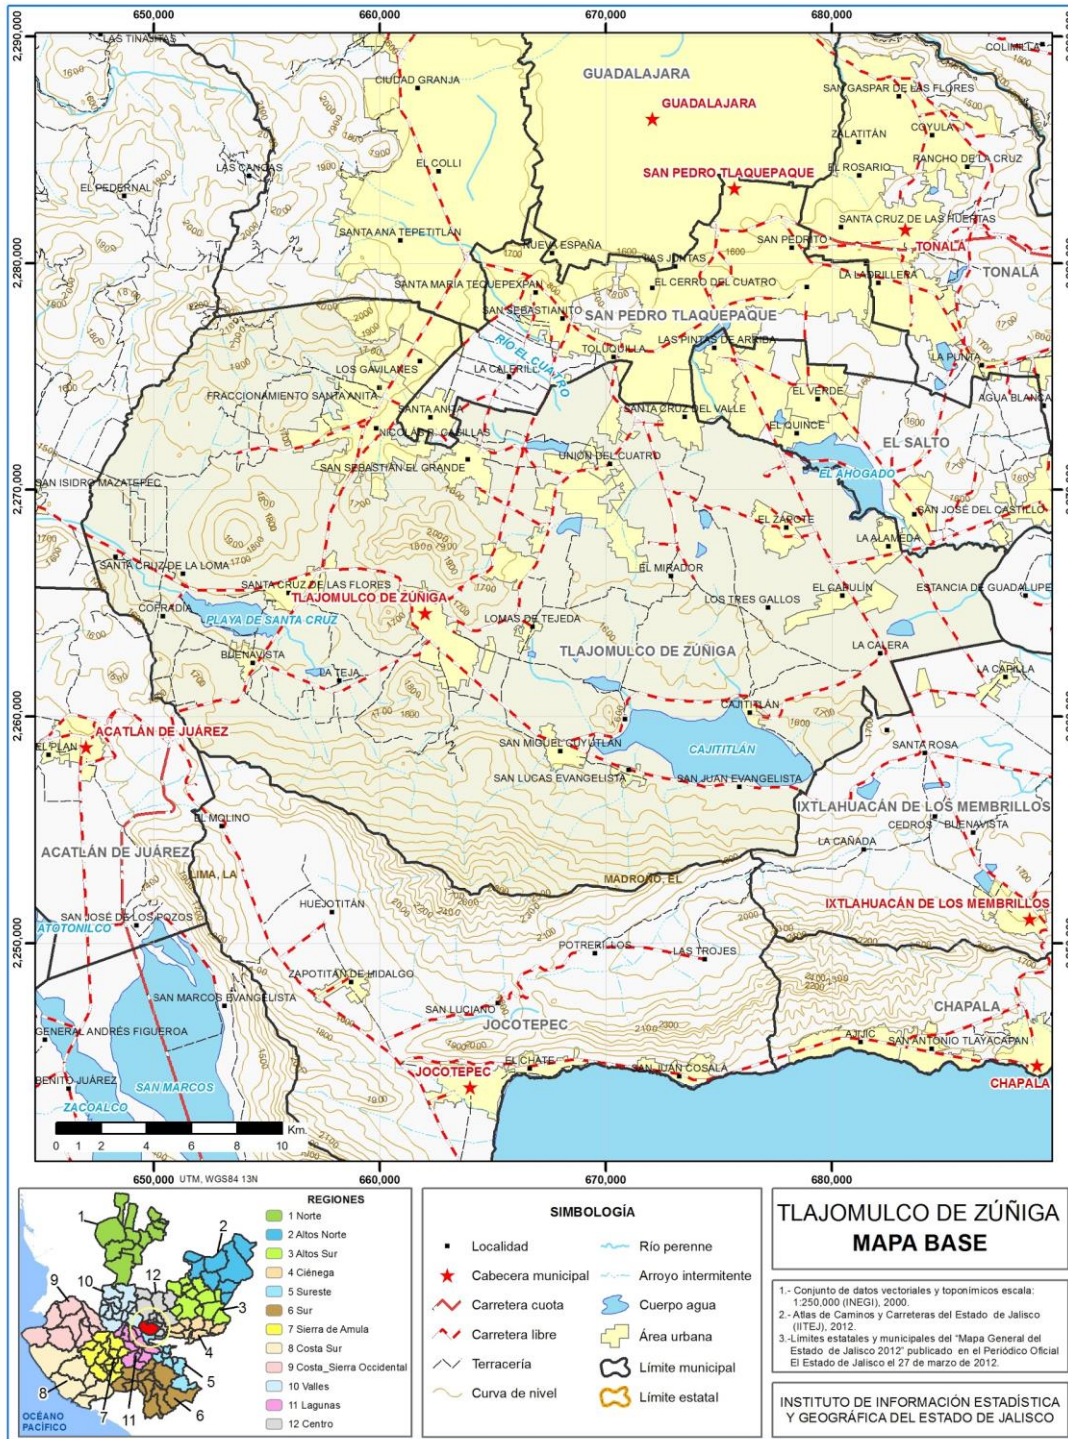 650,000
660,000
670,000
680,000
2,290,000
LAS TINAJITAS
COLIMILLA
GUADALAJARA
CIUDAD GRANJA
SAN GASPAR DE LAS FLORES
GUADALAJARA
ZALATITÁN
COYULA
EL COLLI
RANCHO DE LA CRUZ
LAS CANOAS
EL ROSARIO
SAN PEDRO TLAQUEPAQUE
EL PEDERNAL
SANTA CRUZ DE LAS HUERTAS
SANTA ANA TEPETITLÁN
NUEVA ESPAÑA
SAN PEDRITO
TONALÁ
2,280,000
LAS JUNTAS
LA LADRILLERA
TONALÁ
SANTA MARÍA TEQUEPEXPAN
EL CERRO DEL CUATRO
SAN SEBASTIANITO
SAN PEDRO TLAQUEPAQUE
RÍO EL CUATRO
LAS PINTAS DE ARRIBA
TOLUQUILLA
LA PUNTA
LOS GAVILANES
LA CALERILLA
FRACCIONAMIENTO SANTA ANITA
EL VERDE
AGUA BLANCA
SANTA ANITA
SANTA CRUZ DEL VALLE
NICOLÁS R. CASILLAS
EL QUINCE
EL SALTO
UNIÓN DEL CUATRO
SAN SEBASTIÁN EL GRANDE
EL AHOGADO
2,270,000
SAN ISIDRO MAZATEPEC
SAN JOSÉ DEL CASTILLO
EL ZAPOTE
LA ALAMEDA
SANTA CRUZ DE LA LOMA
EL MIRADOR
SANTA CRUZ DE LAS FLORES
EL CAPULÍN
ESTANCIA DE GUADALUPE
TLAJOMULCO DE ZÚÑIGA
COFRADÍA
LOS TRES GALLOS
PLAYA DE SANTA CRUZ
LOMAS DE TEJEDA
BUENAVISTA
TLAJOMULCO DE ZÚÑIGA
LA CALERA
LA TEJA
LA CAPILLA
2,260,000
CAJITITLÁN
ACATLÁN DE JUÁREZ
EL PLAN
SAN MIGUEL CUYUTLÁN
CAJITITLÁN
SANTA ROSA
SAN LUCAS EVANGELISTA
SAN JUAN EVANGELISTA
IXTLAHUACÁN DE LOS MEMBRILLOS
EL MOLINO
CEDROS
BUENAVISTA
ACATLÁN DE JUÁREZ
LA CAÑADA
LIMA, LA
MADROÑO, EL
HUEJOTITÁN
IXTLAHUACÁN DE LOS MEMBRILLOS
SAN JOSÉ DE LOS POZOS
ATOTONILCO
2,250,000
POTRERILLOS
LAS TROJES
ZAPOTITÁN DE HIDALGO
SAN MARCOS EVANGELISTA
SAN LUCIANO
CHAPALA
JOCOTEPEC
GENERAL ANDRÉS FIGUEROA
AJIJIC
SAN ANTONIO TLAYACAPAN
EL CHANTE
JOCOTEPEC
SAN JUAN COSALÁ
BENITO JUÁREZ
SAN MARCOS
CHAPALA
ZACOALCO
0 1 2 4 6 8 10 Km.
650,000
660,000
670,000
680,000
UTM, WGS84 13N
REGIONES
1 Norte
2 Altos Norte
3 Altos Sur
4 Ciénega
5 Sureste
6 Sur
7 Sierra de Amula
8 Costa Sur
9 Costa_Sierra Occidental
10 Valles
11 Lagunas
12 Centro
1
2
9
10
12
3
4
5
8
7
11
6
OCÉANO
PACÍFICO
SIMBOLOGÍA
Localidad
Cabecera municipal
Carretera cuota
Carretera libre
Terracería
Curva de nivel
Río perenne
Arroyo intermitente
Cuerpo agua
Área urbana
Límite municipal
Límite estatal
TLAJOMULCO DE ZÚÑIGA
MAPA BASE
1.- Conjunto de datos vectoriales y toponímicos escala:
1:250,000 (INEGI), 2000.
2.- Atlas de Caminos y Carreteras del Estado de Jalisco
(IITEJ), 2012.
3.-Límites estatales y municipales del "Mapa General del
Estado de Jalisco 2012" publicado en el Periódico Oficial
El Estado de Jalisco el 27 de marzo de 2012.
INSTITUTO DE INFORMACIÓN ESTADÍSTICA
Y GEOGRÁFICA DEL ESTADO DE JALISCO